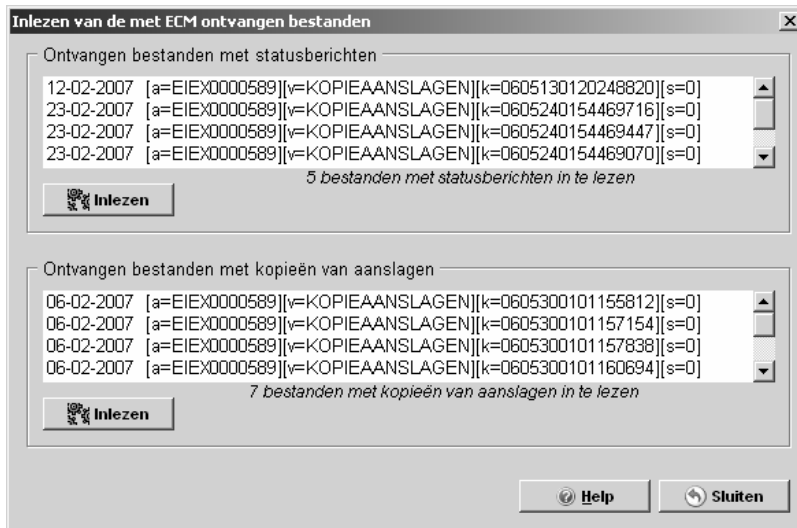 Inlezen van de met ECM ontvangen bestanden
Ontvangen bestanden met statusberichten
12-02-2007 [a=EIEX0000589][v=KOPIEAANSLAGEN][k=0605130120248820][s=0]
23-02-2007 [a=EIEX0000589][v=KOPIEAANSLAGEN][k=0605240154469716][s=0]
23-02-2007 [a=EIEX0000589][v=KOPIEAANSLAGEN][k=0605240154469447][s=0]
23-02-2007 [a=EIEX0000589][v=KOPIEAANSLAGEN][k=0605240154469070][s=0]
5 bestanden met statusberichten in te lezen
Inlezen
Ontvangen bestanden met kopieën van aanslagen
06-02-2007 [a=EIEX0000589][v=KOPIEAANSLAGEN][k=0605300101155812][s=0]
06-02-2007 [a=EIEX0000589][v=KOPIEAANSLAGEN][k=0605300101157154][s=0]
06-02-2007 [a=EIEX0000589][v=KOPIEAANSLAGEN][k=0605300101157838][s=0]
06-02-2007 [a=EIEX0000589][v=KOPIEAANSLAGEN][k=0605300101160694][s=0]
7 bestanden met kopieën van aanslagen in te lezen
Inlezen
Help Sluiten